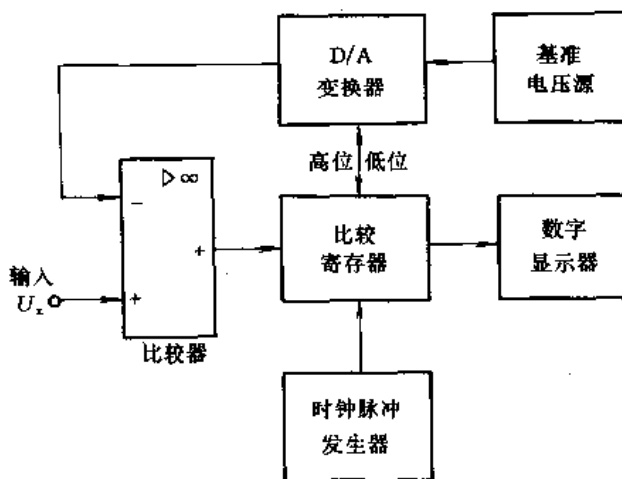 D/A
变换器
基准
电压源
高位 低位
▷∞
−
+
+
输入
Uₓ
比较器
比较
寄存器
数字
显示器
时钟脉冲
发生器